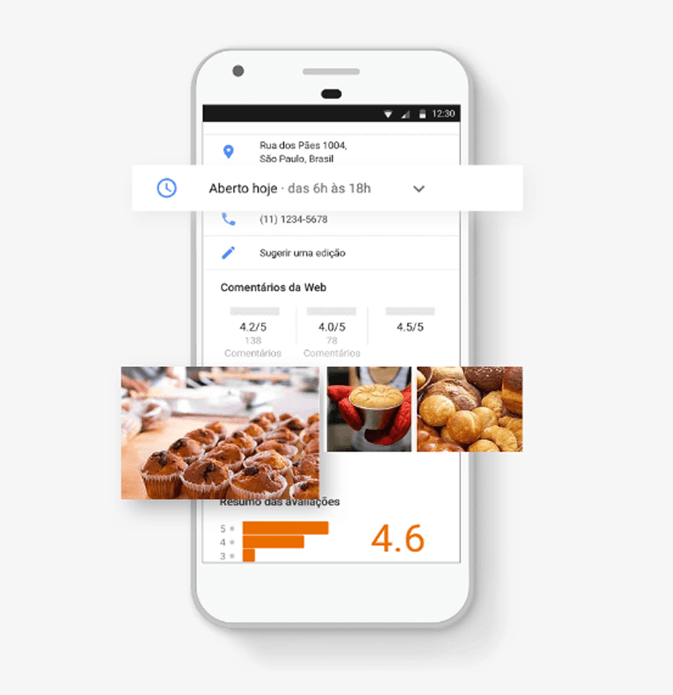 12:30
Rua dos Pães 1004,
São Paulo, Brasil
Aberto hoje · das 6h às 18h
(11) 1234-5678
Sugerir uma edição
Comentários da Web
4.2/5 4.0/5 4.5/5
138 78
Comentários Comentários
Resumo das avaliações
5 ★
4 ★
3 ★
4.6